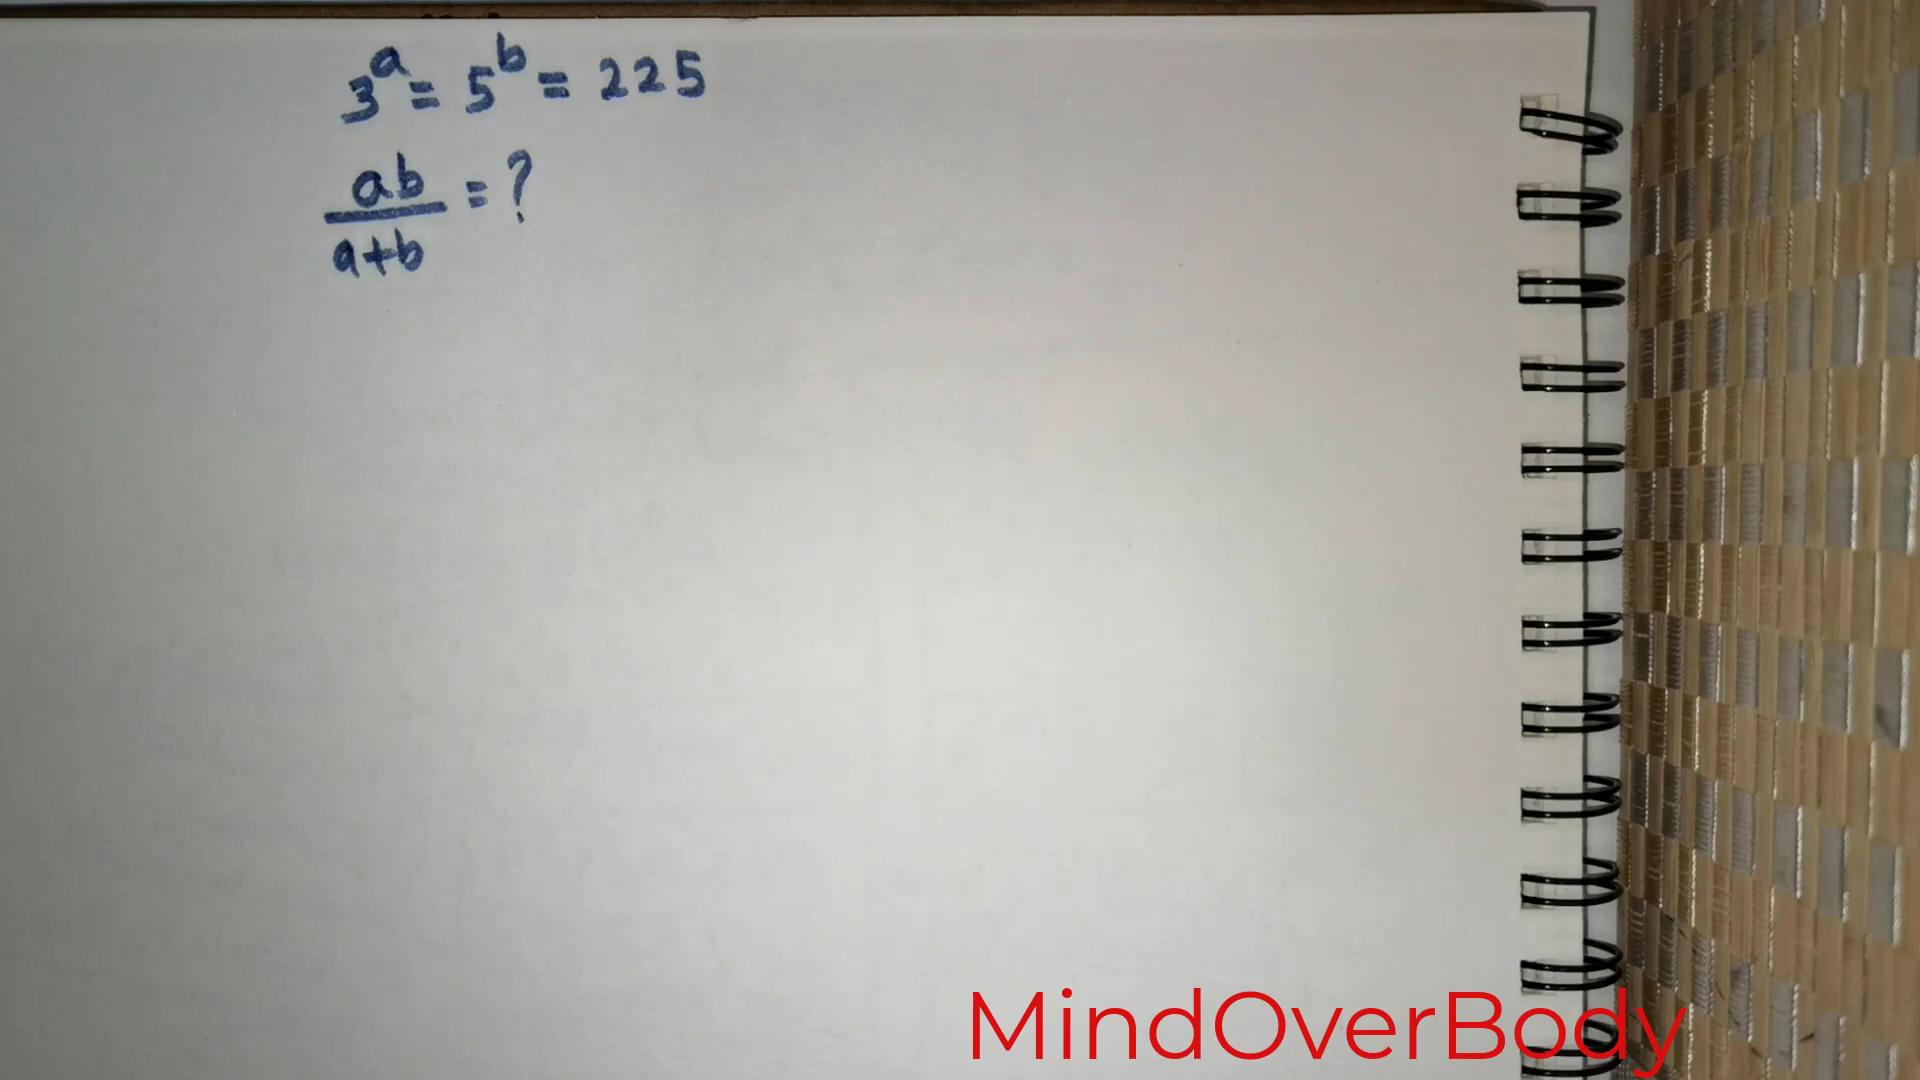 3^a = 5^b = 225
ab/a+b = ?
MindOverBody